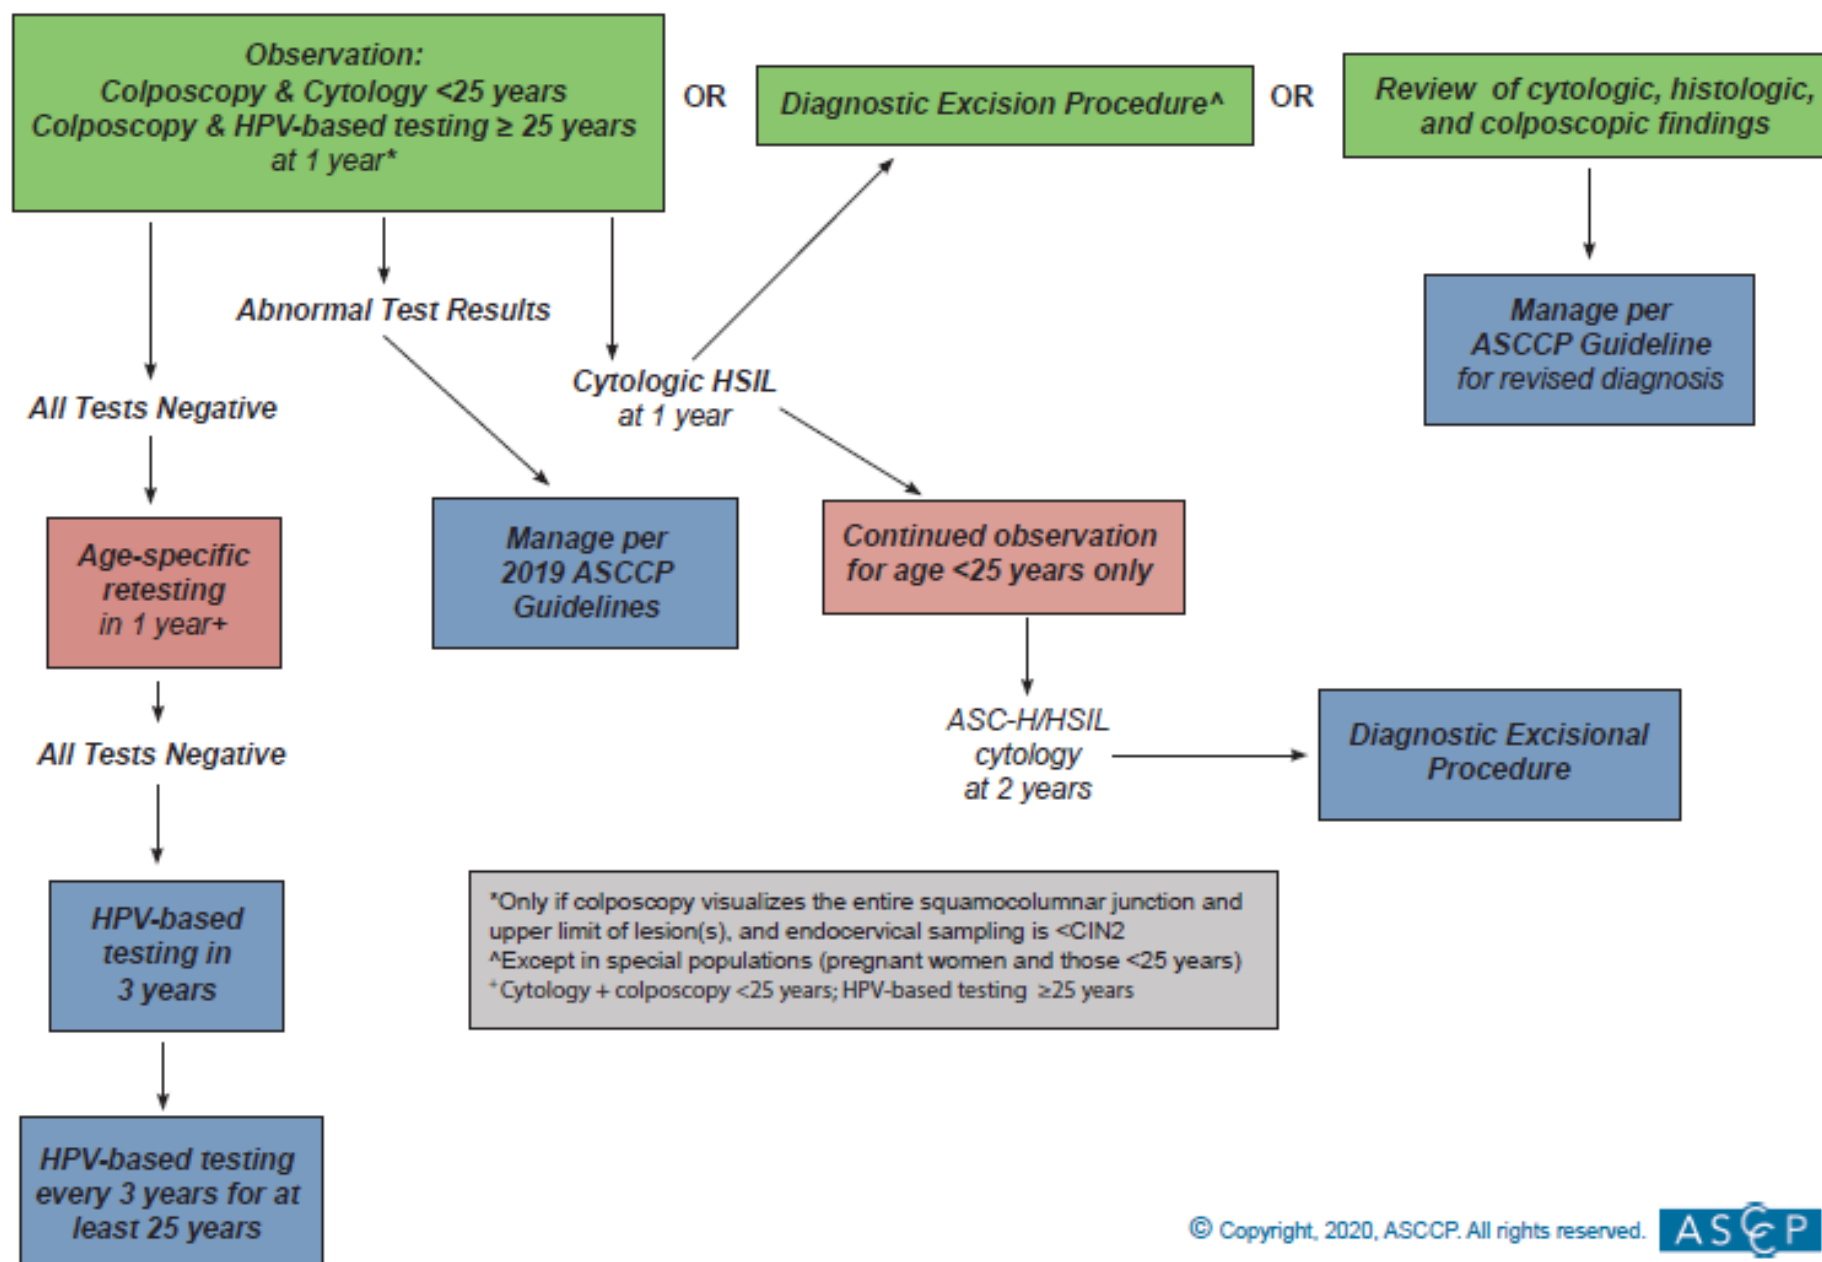 Observation:
Colposcopy & Cytology <25 years
Colposcopy & HPV-based testing ≥ 25 years
at 1 year*
OR
Diagnostic Excision Procedure^
OR
Review of cytologic, histologic,
and colposcopic findings
Abnormal Test Results
Manage per
ASCCP Guideline
for revised diagnosis
Cytologic HSIL
at 1 year
All Tests Negative
Age-specific
retesting
in 1 year+
Manage per
2019 ASCCP
Guidelines
Continued observation
for age <25 years only
All Tests Negative
ASC-H/HSIL
cytology
at 2 years
Diagnostic Excisional
Procedure
HPV-based
testing in
3 years
*Only if colposcopy visualizes the entire squamocolumnar junction and
upper limit of lesion(s), and endocervical sampling is <CIN2
^Except in special populations (pregnant women and those <25 years)
+Cytology + colposcopy <25 years; HPV-based testing ≥25 years
HPV-based testing
every 3 years for at
least 25 years
© Copyright, 2020, ASCCP. All rights reserved.
ASCCP